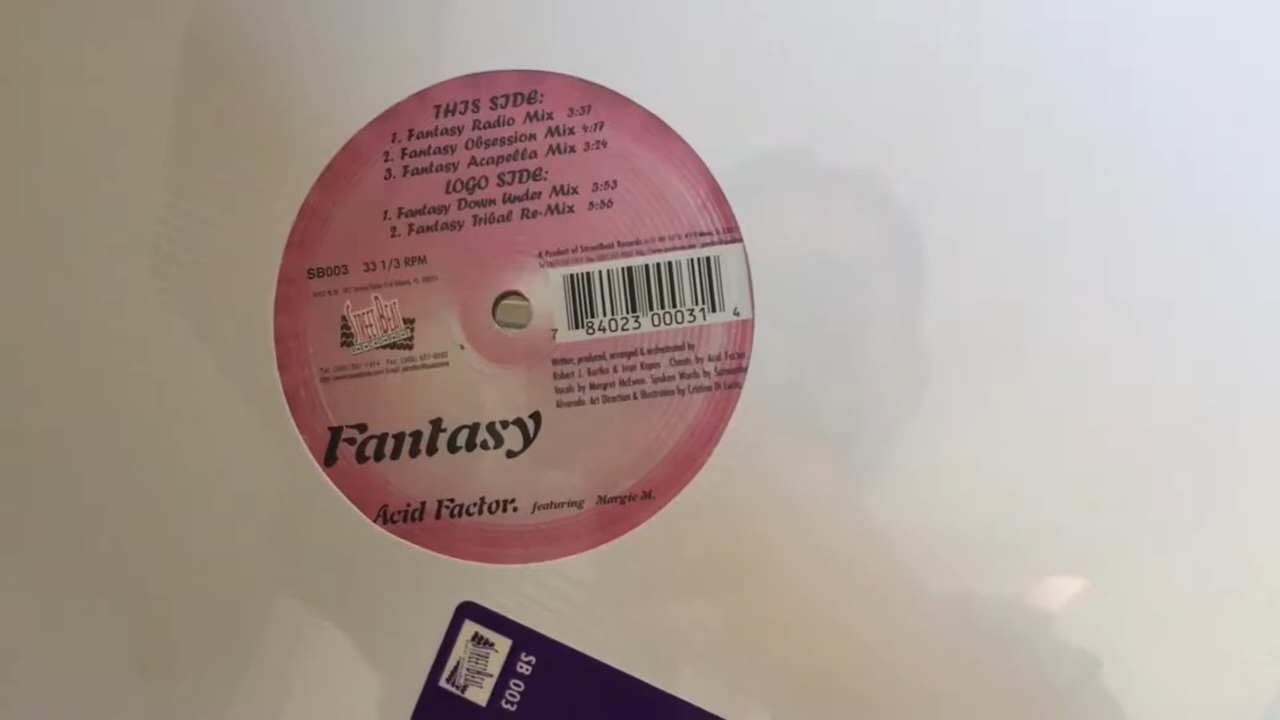 THIS SIDE:
1. Fantasy Radio Mix 3:37
2. Fantasy Obsession Mix 4:17
3. Fantasy Acapella Mix 3:24
LOGO SIDE:
1. Fantasy Down Under Mix 3:53
2. Fantasy Tribal Re-Mix 5:56
A Product of StreetBeat Records
SB003 33 1/3 RPM
STREETBEAT
7 84023 00031 4
Written, produced, arranged & orchestrated by
Robert J. & Ivan Chants by Acid Factor.
Vocals by Margret McEwan. Spoken Words by
Alvarado. Art Direction & Illustration by Cristina Di
Fantasy
Acid Factor. featuring Margie M.
SB 003